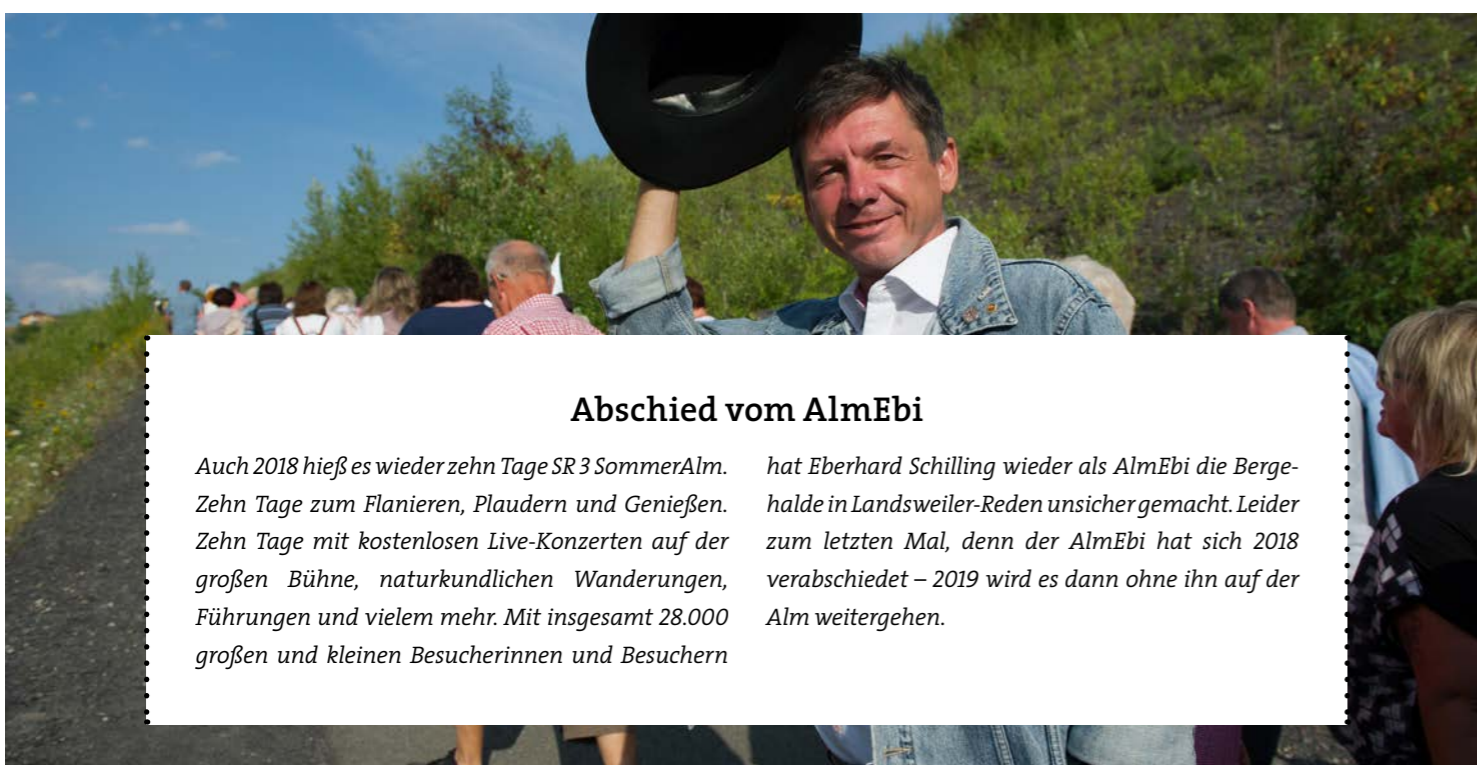 Abschied vom AlmEbi
Auch 2018 hieß es wieder zehn Tage SR 3 SommerAlm.
Zehn Tage zum Flanieren, Plaudern und Genießen.
Zehn Tage mit kostenlosen Live-Konzerten auf der
großen Bühne, naturkundlichen Wanderungen,
Führungen und vielem mehr. Mit insgesamt 28.000
großen und kleinen Besucherinnen und Besuchern
hat Eberhard Schilling wieder als AlmEbi die Berge-
halde in Landsweiler-Reden unsicher gemacht. Leider
zum letzten Mal, denn der AlmEbi hat sich 2018
verabschiedet – 2019 wird es dann ohne ihn auf der
Alm weitergehen.